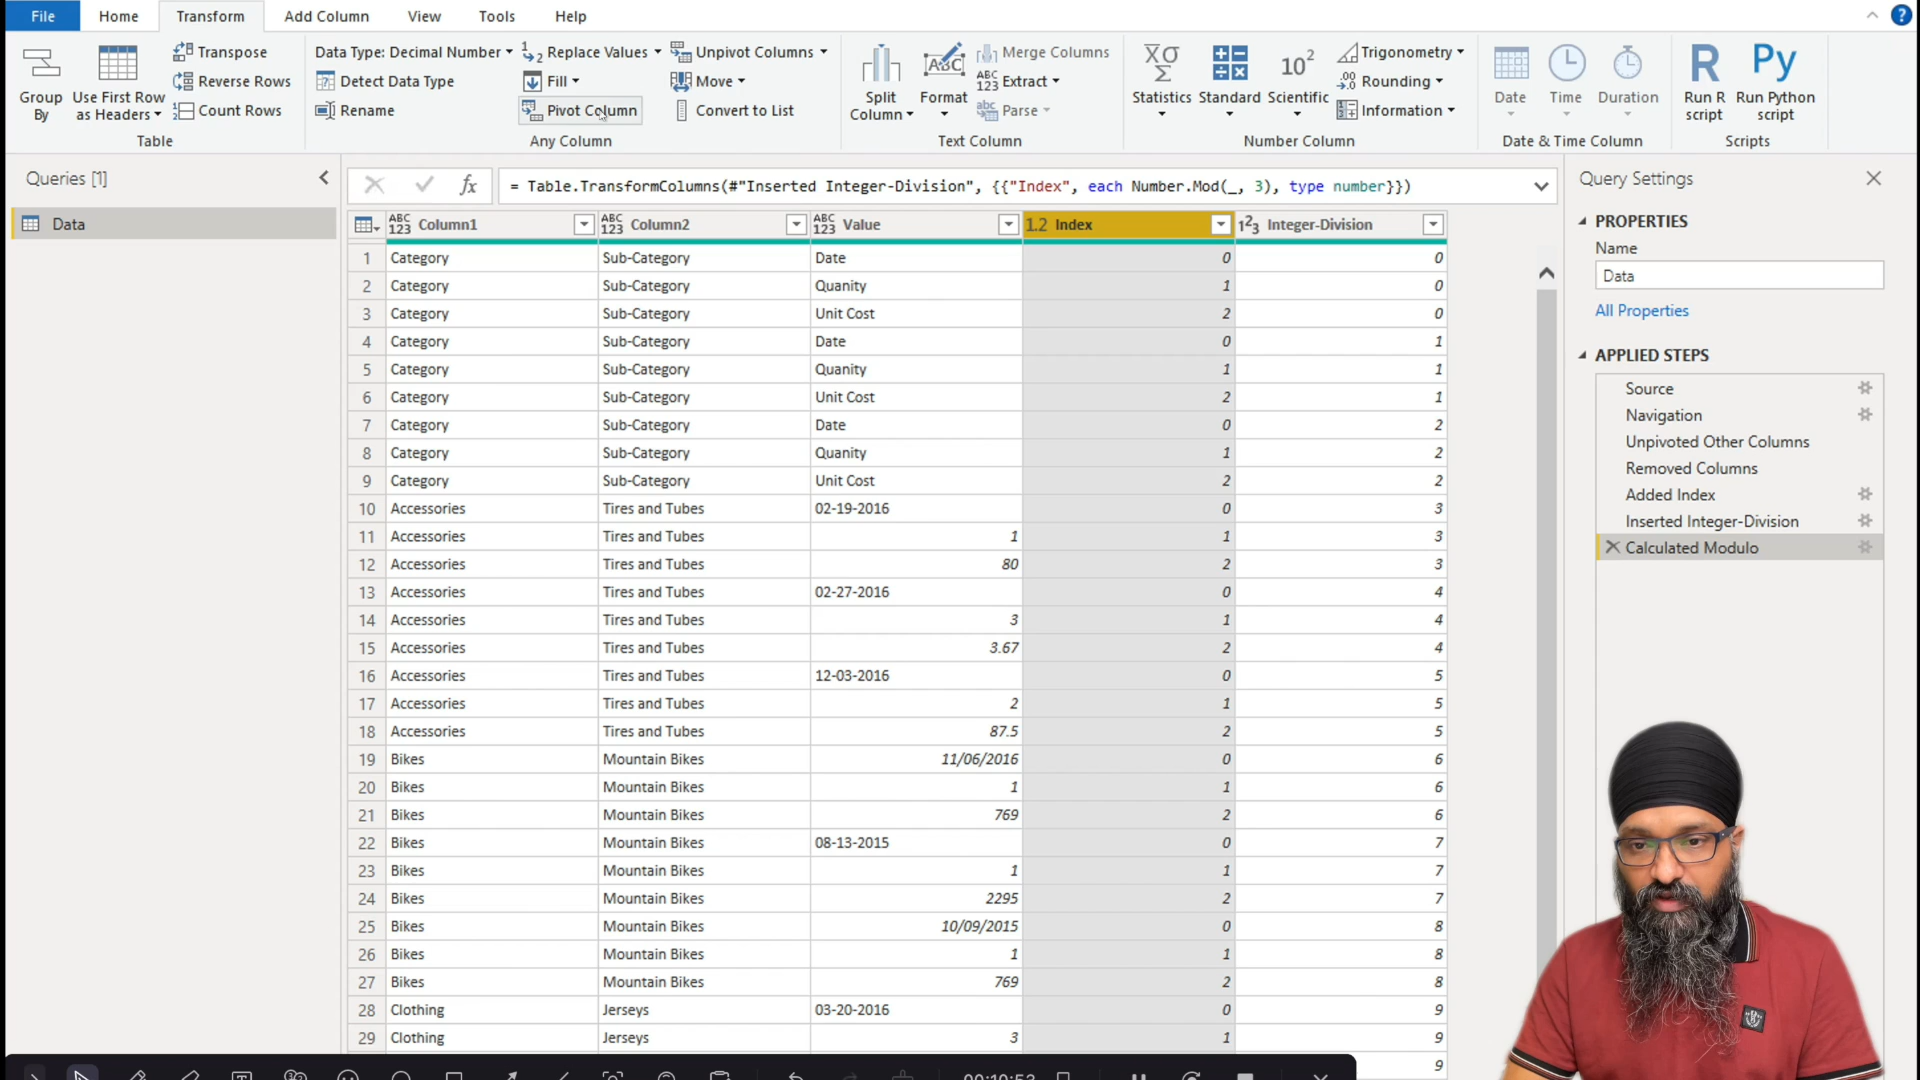 File Home Transform Add Column View Tools Help
Group By
Use First Row as Headers
Transpose
Reverse Rows
Count Rows
Table
Data Type: Decimal Number
Detect Data Type
Rename
Replace Values
Fill
Pivot Column
Unpivot Columns
Move
Convert to List
Any Column
Split Column
Format
Merge Columns
Extract
Parse
Text Column
Statistics
Standard
Scientific
Trigonometry
Rounding
Information
Number Column
Date
Time
Duration
Date & Time Column
Run R script
Run Python script
Scripts
Queries [1]
Data
= Table.TransformColumns(#"Inserted Integer-Division", {{"Index", each Number.Mod(_, 3), type number}})
Column1 Column2 Value 1.2 Index Integer-Division
1 Category Sub-Category Date 0 0
2 Category Sub-Category Quanity 1 0
3 Category Sub-Category Unit Cost 2 0
4 Category Sub-Category Date 0 1
5 Category Sub-Category Quanity 1 1
6 Category Sub-Category Unit Cost 2 1
7 Category Sub-Category Date 0 2
8 Category Sub-Category Quanity 1 2
9 Category Sub-Category Unit Cost 2 2
10 Accessories Tires and Tubes 02-19-2016 0 3
11 Accessories Tires and Tubes 1 1 3
12 Accessories Tires and Tubes 80 2 3
13 Accessories Tires and Tubes 02-27-2016 0 4
14 Accessories Tires and Tubes 3 1 4
15 Accessories Tires and Tubes 3.67 2 4
16 Accessories Tires and Tubes 12-03-2016 0 5
17 Accessories Tires and Tubes 2 1 5
18 Accessories Tires and Tubes 87.5 2 5
19 Bikes Mountain Bikes 11/06/2016 0 6
20 Bikes Mountain Bikes 1 1 6
21 Bikes Mountain Bikes 769 2 6
22 Bikes Mountain Bikes 08-13-2015 0 7
23 Bikes Mountain Bikes 1 1 7
24 Bikes Mountain Bikes 2295 2 7
25 Bikes Mountain Bikes 10/09/2015 0 8
26 Bikes Mountain Bikes 1 1 8
27 Bikes Mountain Bikes 769 2 8
28 Clothing Jerseys 03-20-2016 0 9
29 Clothing Jerseys 3 1 9
9
Query Settings
PROPERTIES
Name
Data
All Properties
APPLIED STEPS
Source
Navigation
Unpivoted Other Columns
Removed Columns
Added Index
Inserted Integer-Division
Calculated Modulo